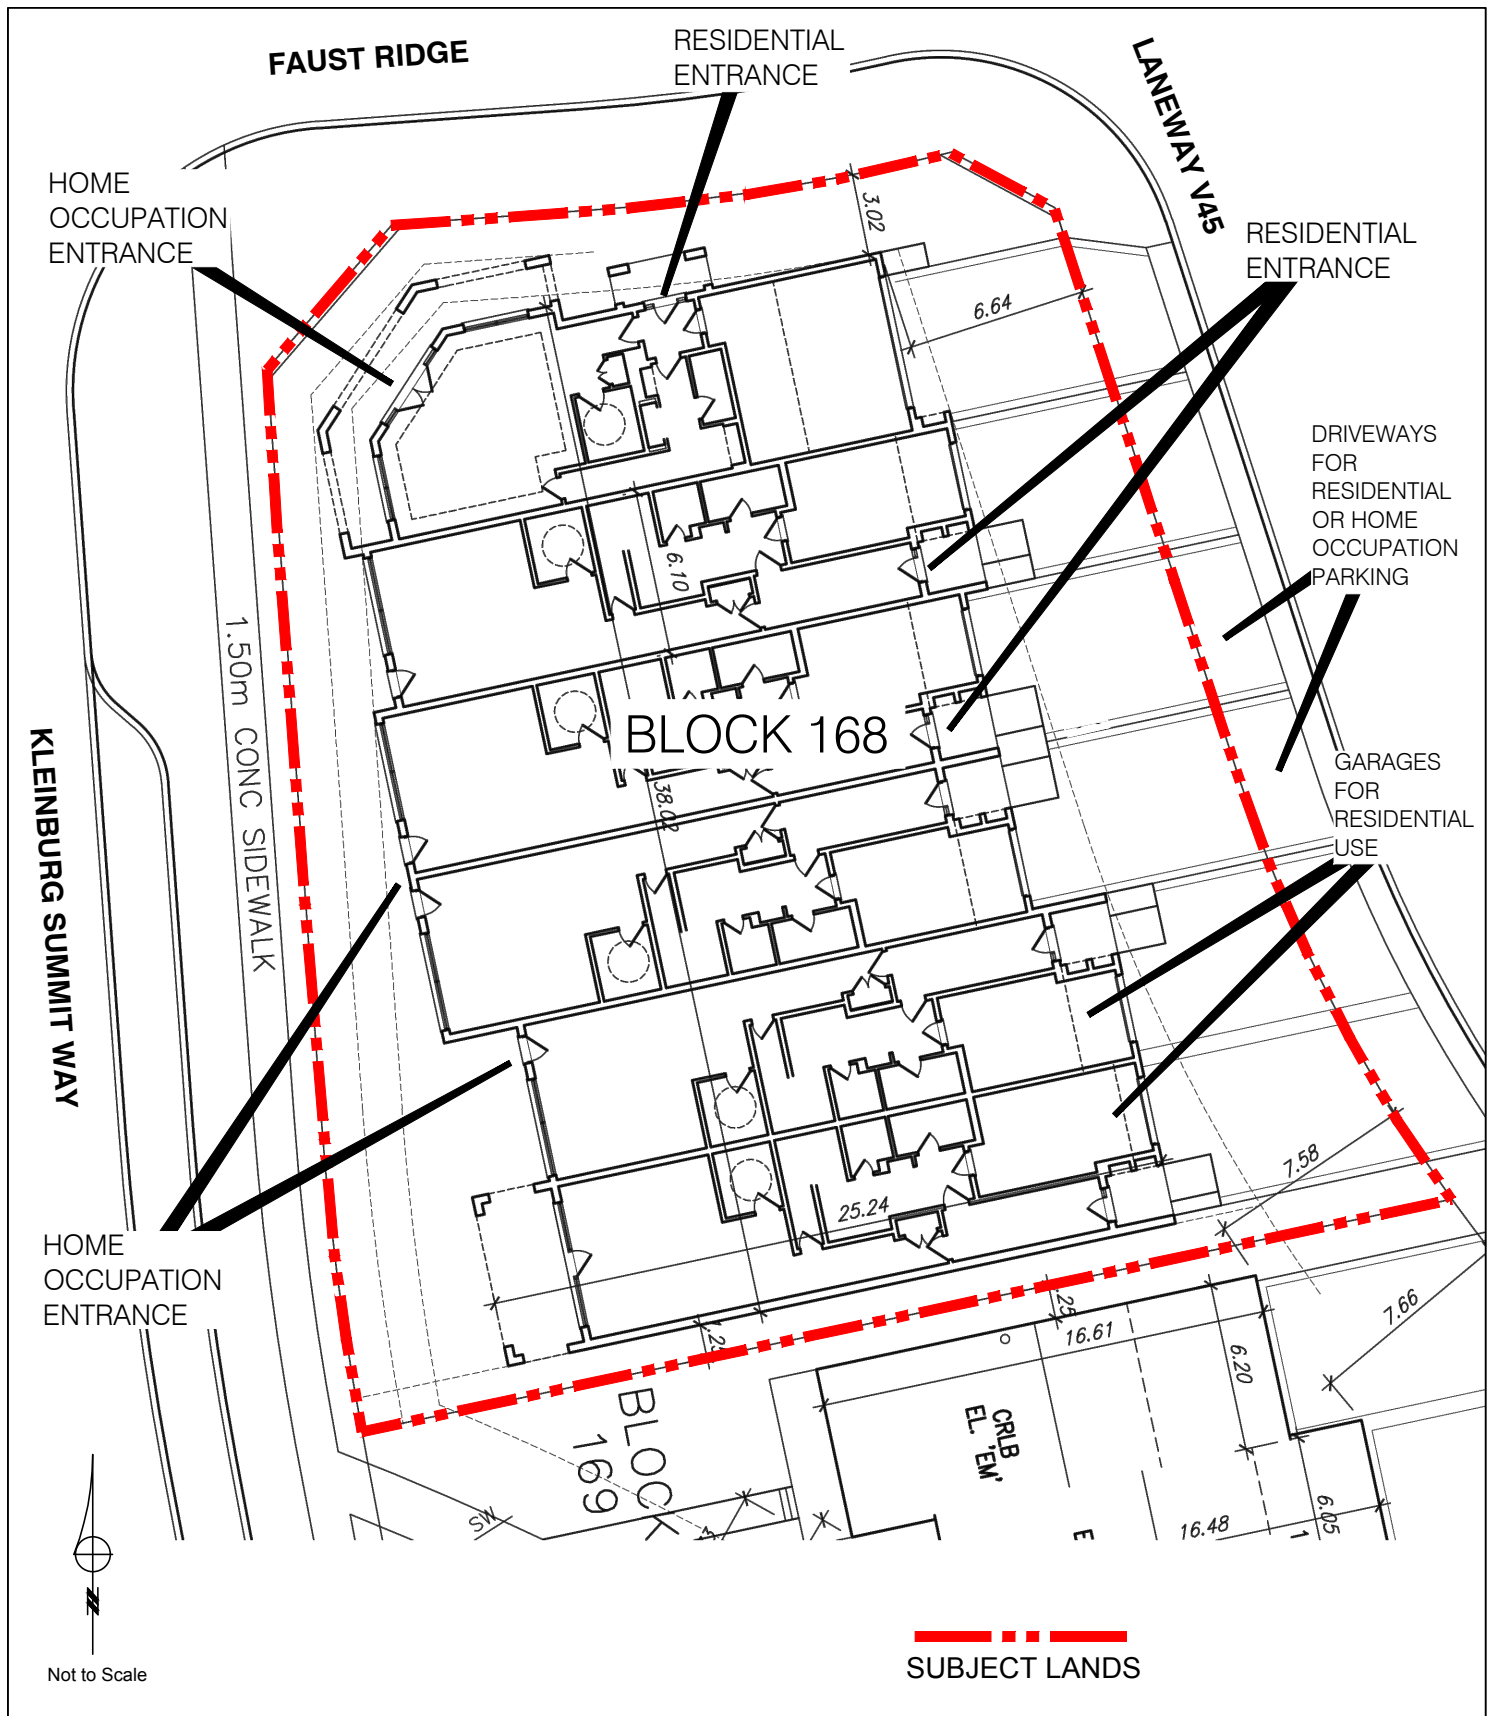 FAUST RIDGE
RESIDENTIAL
ENTRANCE
LANEWAY V45
HOME
OCCUPATION
ENTRANCE
3.02
RESIDENTIAL
ENTRANCE
6.64
DRIVEWAYS
FOR
RESIDENTIAL
OR HOME
OCCUPATION
PARKING
6.10
1.50m CONC SIDEWALK
BLOCK 168
KLEINBURG SUMMIT WAY
38.02
GARAGES
FOR
RESIDENTIAL
USE
7.58
25.24
HOME
OCCUPATION
ENTRANCE
7.66
16.61
6.20
BLOCK
169
CRLB
EL. 'EM'
SW
16.48
6.05
E
1
N
Not to Scale
SUBJECT LANDS